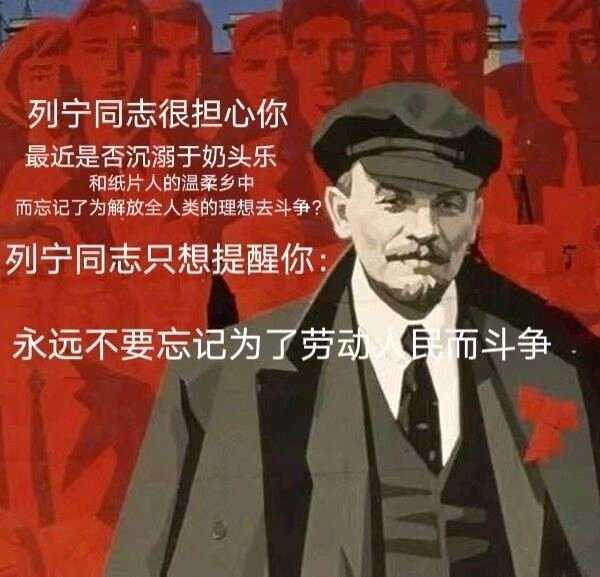 列宁同志很担心你
最近是否沉溺于奶头乐
和纸片人的温柔乡中
而忘记了为解放全人类的理想去斗争?
列宁同志只想提醒你:
永远不要忘记为了劳动人民而斗争